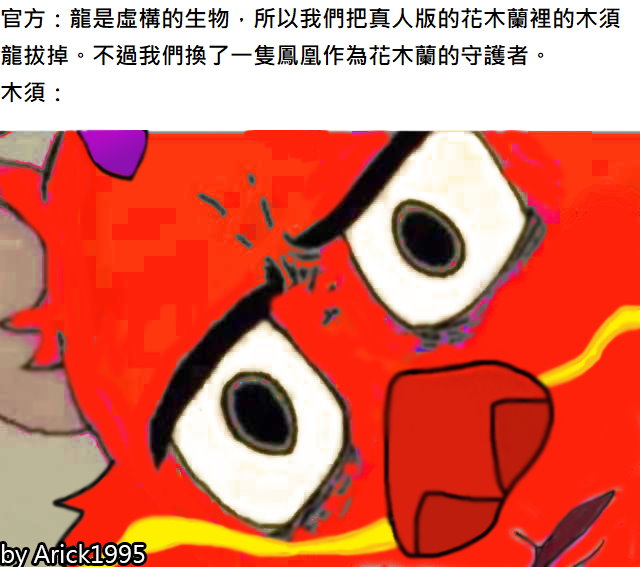 官方：龍是虛構的生物，所以我們把真人版的花木蘭裡的木須
龍拔掉。不過我們換了一隻鳳凰作為花木蘭的守護者。
木須：
by Arick1995